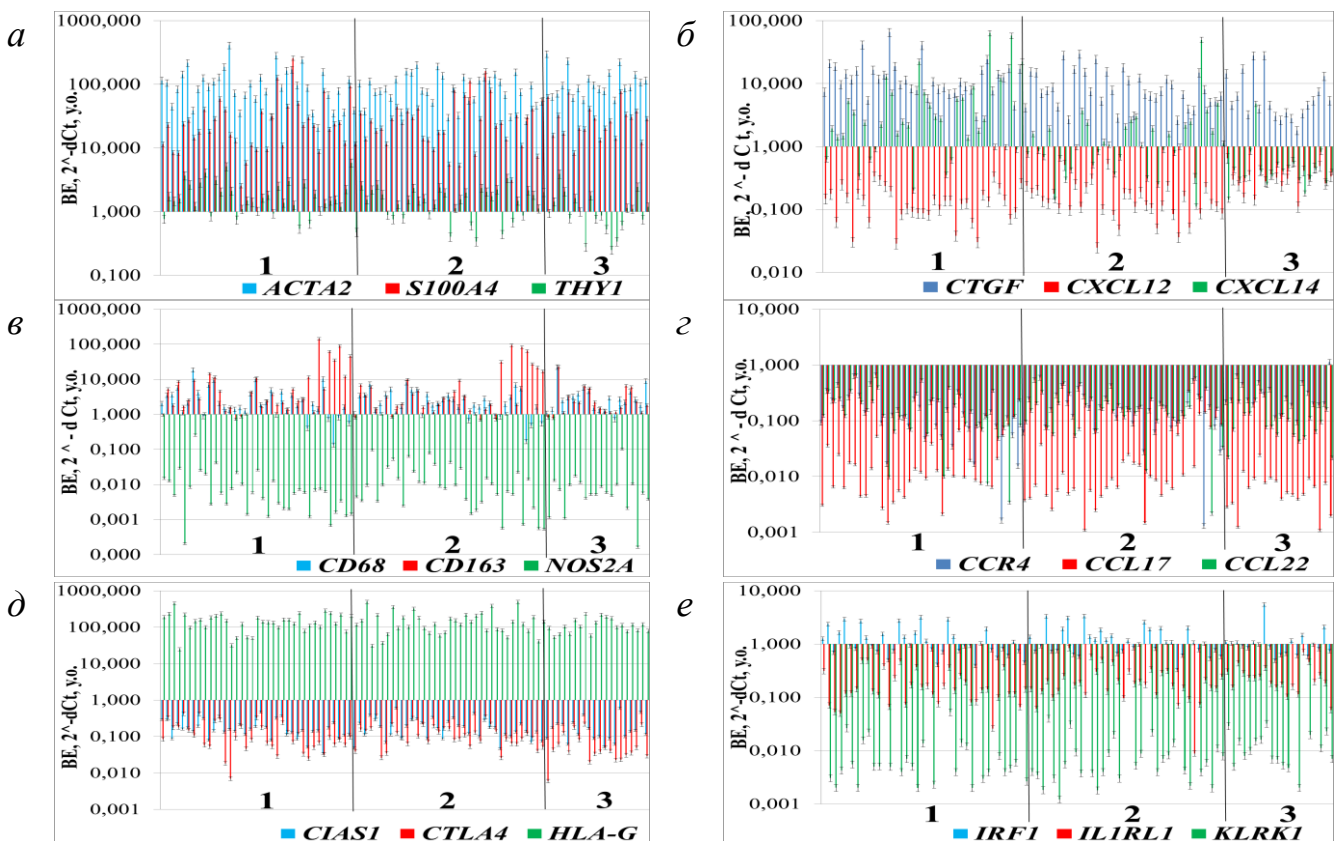 а
1000,000
100,000
10,000
1,000
0,100
BE, 2^-dCt, y.o.
1 2 3
ACTA2 S100A4 THY1
б
100,000
10,000
1,000
0,100
0,010
BE, 2^-d Ct, y.o.
1 2 3
CTGF CXCL12 CXCL14
в
1000,000
100,000
10,000
1,000
0,100
0,010
0,001
0,000
BE, 2^-d Ct, y.o.
1 2 3
CD68 CD163 NOS2A
г
10,000
1,000
0,100
0,010
0,001
BE, 2^-d Ct, y.o.
1 2 3
CCR4 CCL17 CCL22
д
1000,000
100,000
10,000
1,000
0,100
0,010
0,001
BE, 2^-dCt, y.o.
1 2 3
CIAS1 CTLA4 HLA-G
е
10,000
1,000
0,100
0,010
0,001
BE, 2^-dCt, y.o.
1 2 3
IRF1 IL1RL1 KLRK1